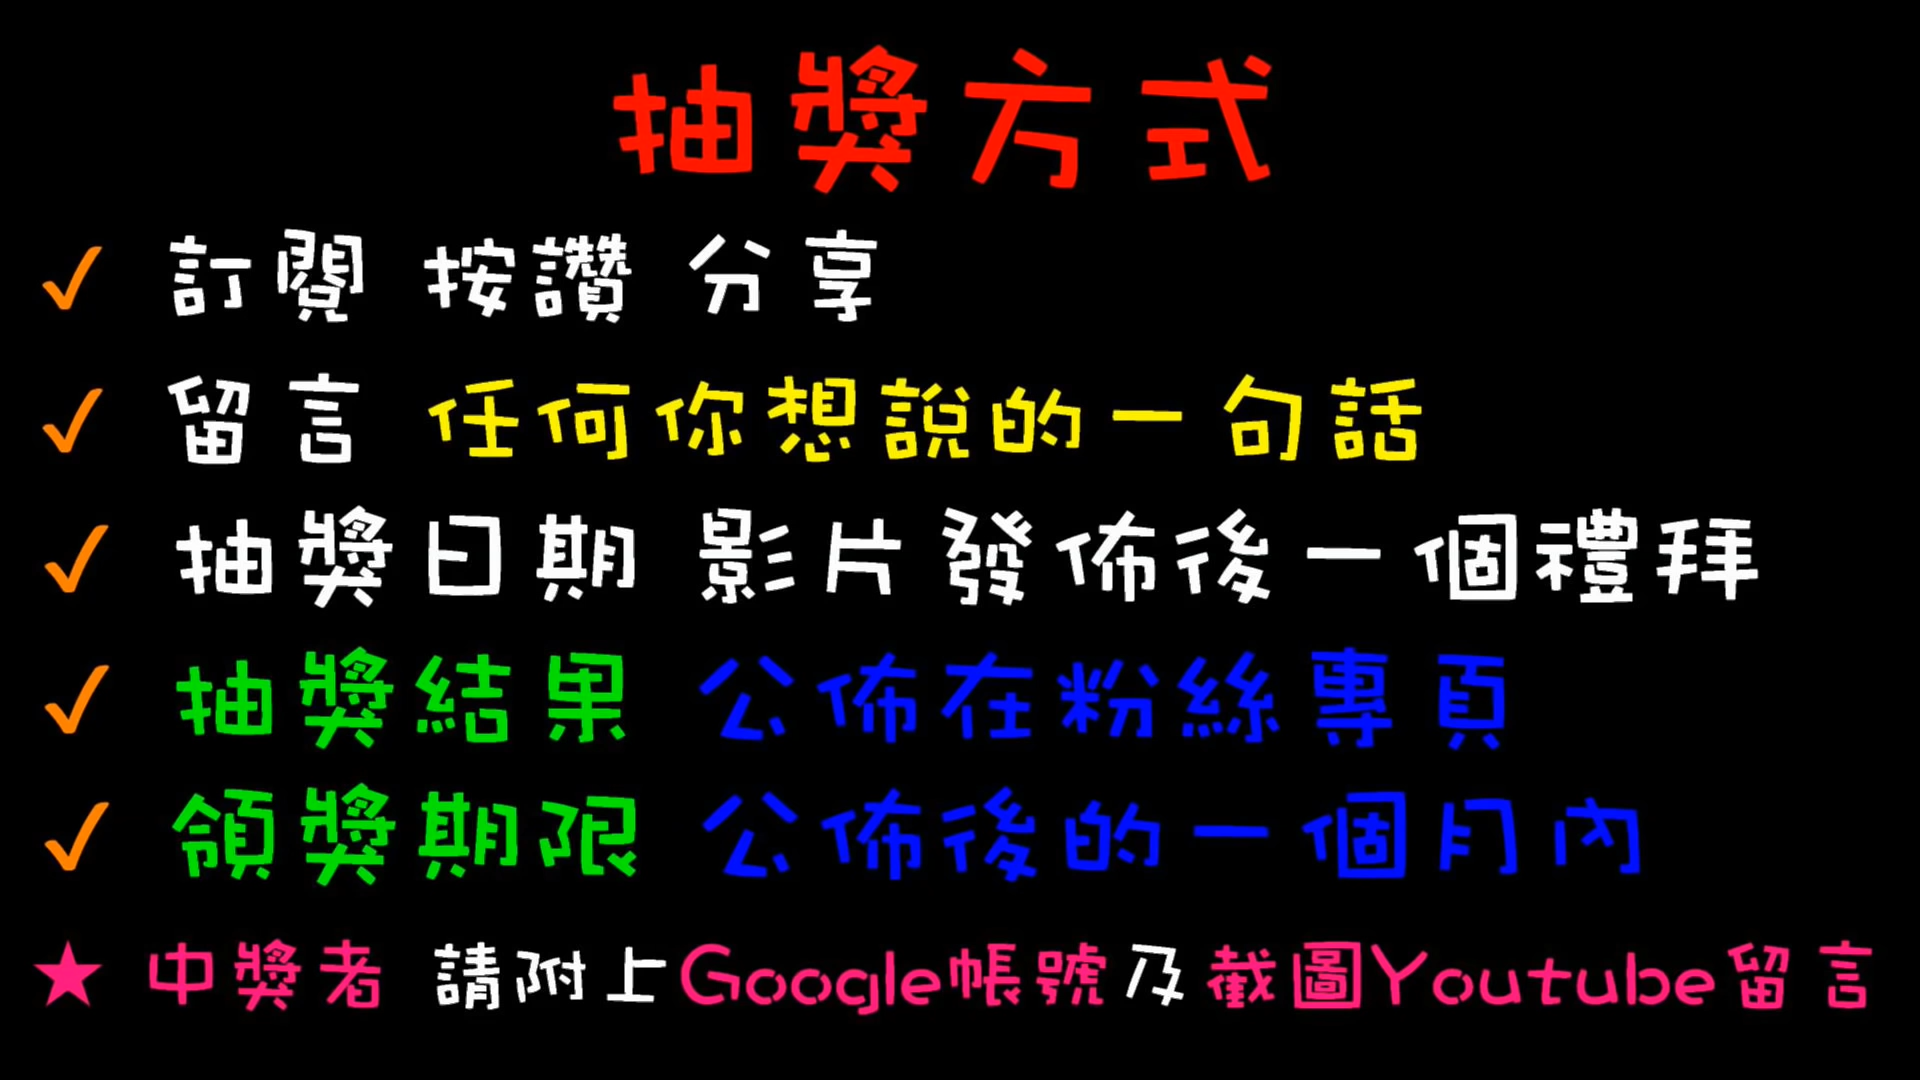 抽獎方式
✓ 訂閱 按讚 分享
✓ 留言 任何你想說的一句話
✓ 抽獎日期 影片發佈後一個禮拜
✓ 抽獎結果 公佈在粉絲專頁
✓ 領獎期限 公佈後的一個月內
★ 中獎者 請附上Google帳號及截圖Youtube留言